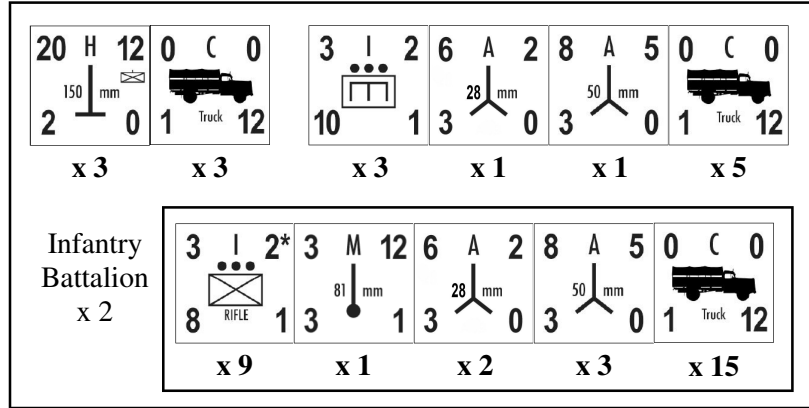 20 H 12 0 C 0 3 I 2 6 A 2 8 A 5 0 C 0
150 mm 28 mm 50 mm
2 0 1 Truck 12 10 1 3 0 3 0 1 Truck 12
x 3 x 3 x 3 x 1 x 1 x 5
Infantry
Battalion
x 2
3 I 2* 3 M 12 6 A 2 8 A 5 0 C 0
81 mm 28 mm 50 mm
8 RIFLE 1 3 1 3 0 3 0 1 Truck 12
x 9 x 1 x 2 x 3 x 15